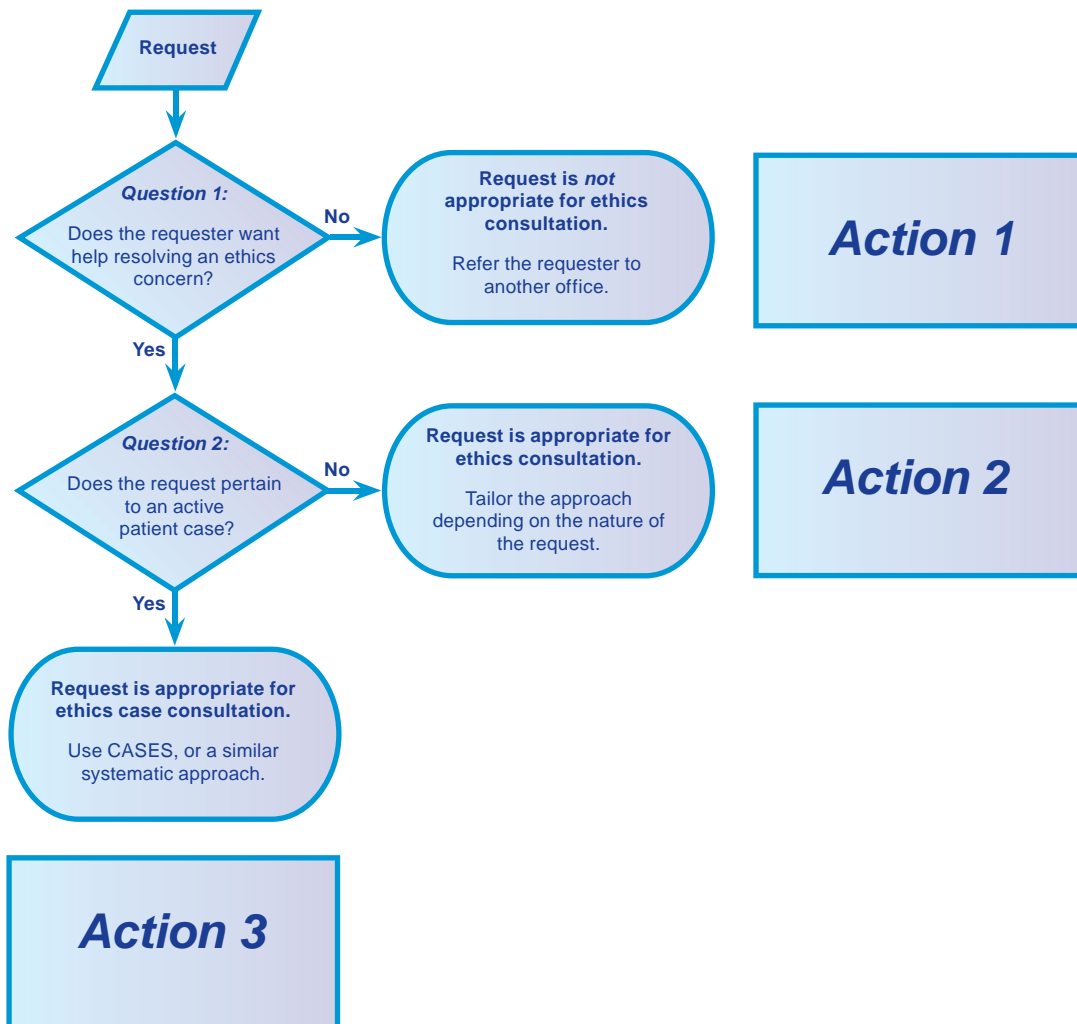 Request
Question 1:
Does the requester want
help resolving an ethics
concern?
No
Request is not
appropriate for ethics
consultation.
Refer the requester to
another office.
Action 1
Yes
Question 2:
Does the request pertain
to an active
patient case?
No
Request is appropriate for
ethics consultation.
Tailor the approach
depending on the nature of
the request.
Action 2
Yes
Request is appropriate for
ethics case consultation.
Use CASES, or a similar
systematic approach.
Action 3